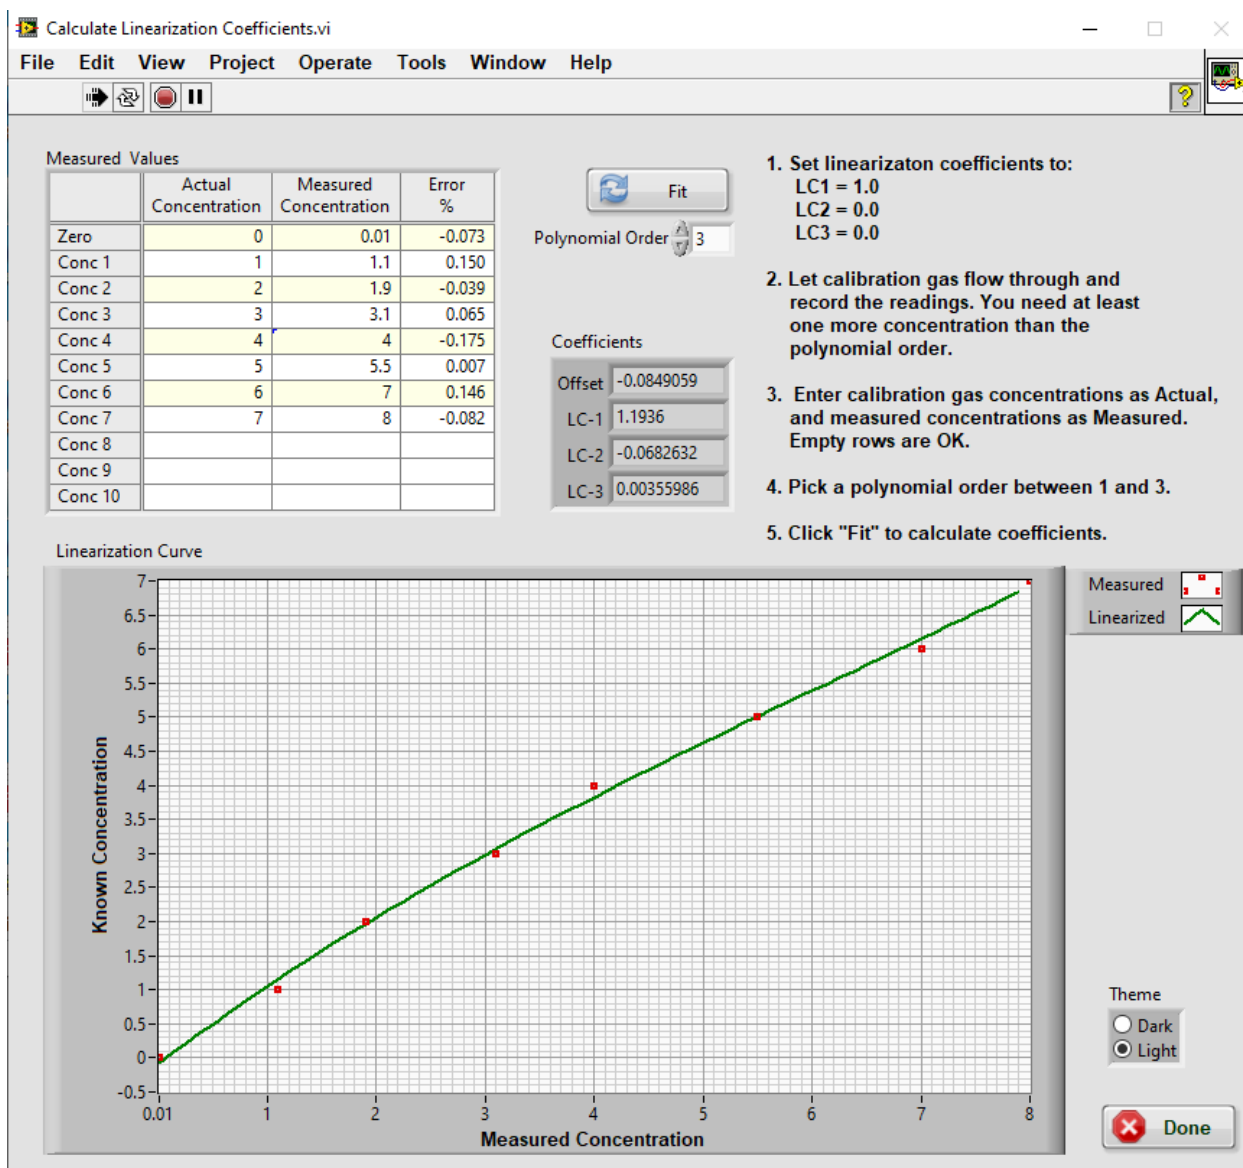 Calculate Linearization Coefficients.vi
File Edit View Project Operate Tools Window Help
Measured Values
Actual Concentration Measured Concentration Error %
Zero 0 0.01 -0.073
Conc 1 1 1.1 0.150
Conc 2 2 1.9 -0.039
Conc 3 3 3.1 0.065
Conc 4 4 4 -0.175
Conc 5 5 5.5 0.007
Conc 6 6 7 0.146
Conc 7 7 8 -0.082
Conc 8
Conc 9
Conc 10
Fit
Polynomial Order 3
Coefficients
Offset -0.0849059
LC-1 1.1936
LC-2 -0.0682632
LC-3 0.00355986
1. Set linearizaton coefficients to:
LC1 = 1.0
LC2 = 0.0
LC3 = 0.0
2. Let calibration gas flow through and
record the readings. You need at least
one more concentration than the
polynomial order.
3. Enter calibration gas concentrations as Actual,
and measured concentrations as Measured.
Empty rows are OK.
4. Pick a polynomial order between 1 and 3.
5. Click "Fit" to calculate coefficients.
Linearization Curve
Known Concentration
7
6.5
6
5.5
5
4.5
4
3.5
3
2.5
2
1.5
1
0.5
0
-0.5
0.01 1 2 3 4 5 6 7 8
Measured Concentration
Measured
Linearized
Theme
Dark
Light
Done